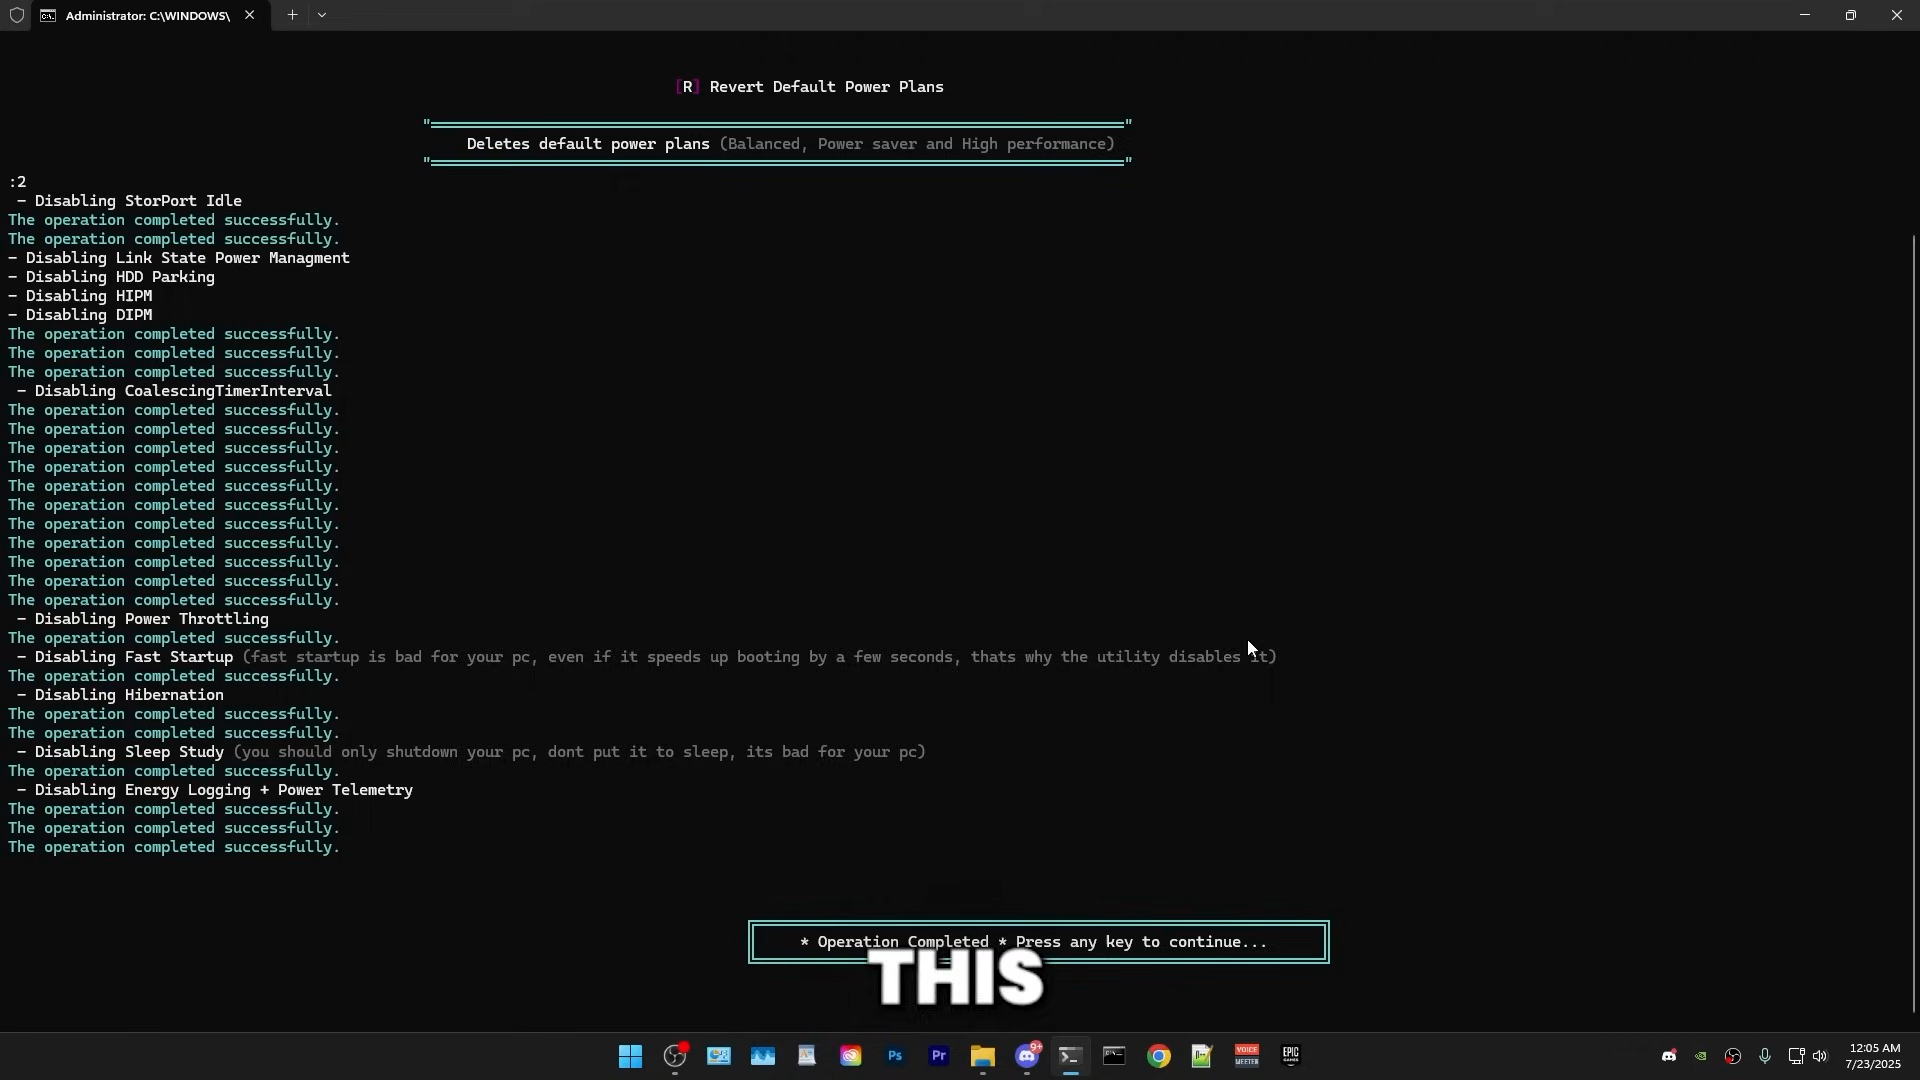 Administrator: C:\WINDOWS\
[R] Revert Default Power Plans
Deletes default power plans (Balanced, Power saver and High performance)
:2
- Disabling StorPort Idle
The operation completed successfully.
The operation completed successfully.
- Disabling Link State Power Managment
- Disabling HDD Parking
- Disabling HIPM
- Disabling DIPM
The operation completed successfully.
The operation completed successfully.
The operation completed successfully.
- Disabling CoalescingTimerInterval
The operation completed successfully.
The operation completed successfully.
The operation completed successfully.
The operation completed successfully.
The operation completed successfully.
The operation completed successfully.
The operation completed successfully.
The operation completed successfully.
The operation completed successfully.
The operation completed successfully.
The operation completed successfully.
- Disabling Power Throttling
The operation completed successfully.
- Disabling Fast Startup (fast startup is bad for your pc, even if it speeds up booting by a few seconds, thats why the utility disables it)
The operation completed successfully.
- Disabling Hibernation
The operation completed successfully.
The operation completed successfully.
- Disabling Sleep Study (you should only shutdown your pc, dont put it to sleep, its bad for your pc)
The operation completed successfully.
- Disabling Energy Logging + Power Telemetry
The operation completed successfully.
The operation completed successfully.
The operation completed successfully.
* Operation Completed * Press any key to continue...
THIS
Ps
Pr
9+
VOICE
MEETER
EPIC
GAMES
12:05 AM
7/23/2025